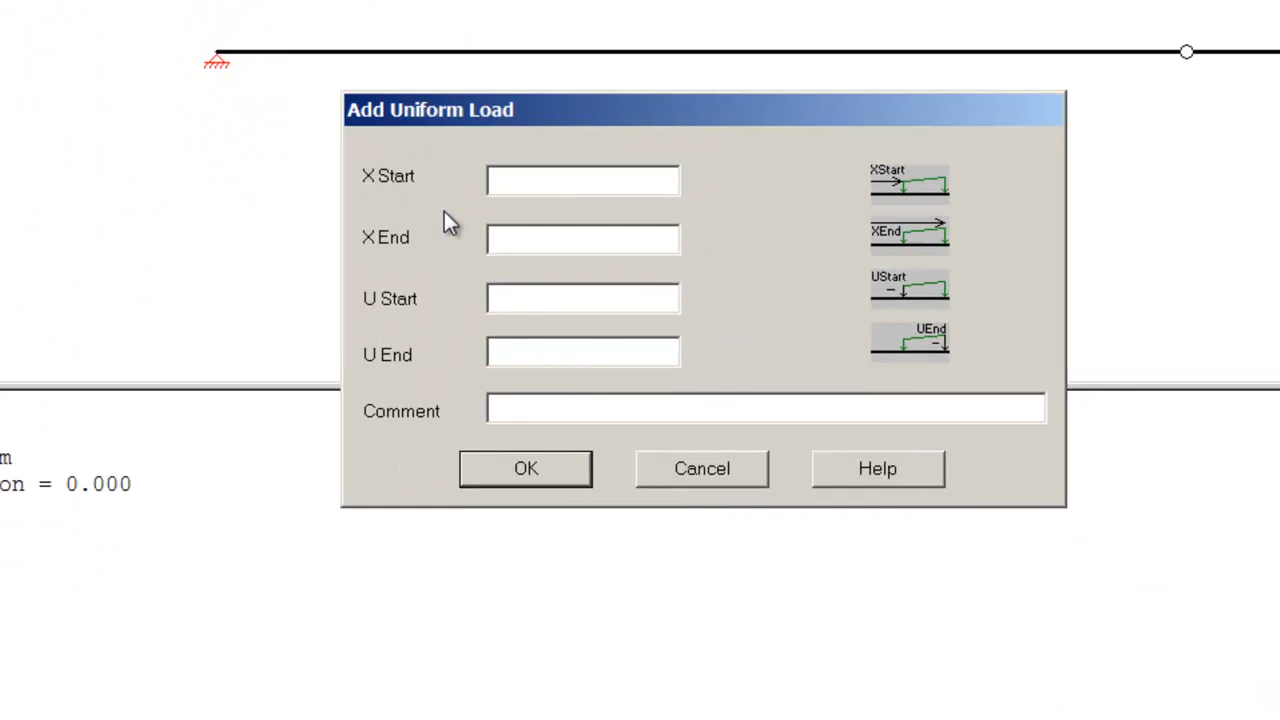 Add Uniform Load
X Start
XStart
X End
XEnd
U Start
UStart
U End
UEnd
Comment
OK Cancel Help
m
on = 0.000